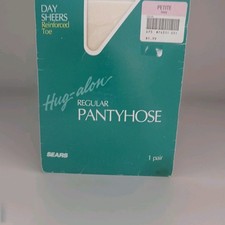 DAY
SHEERS
Reinforced
Toe
PETITE
Hug-alon
REGULAR
PANTYHOSE
1 pair
SEARS